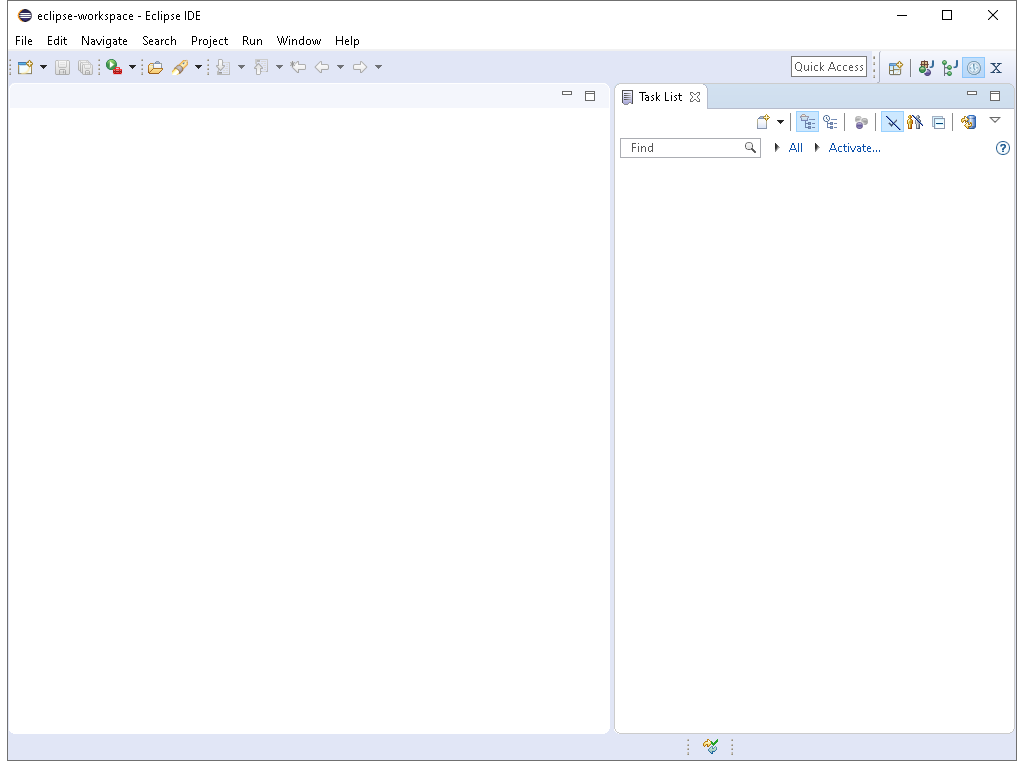 eclipse-workspace - Eclipse IDE
File Edit Navigate Search Project Run Window Help
Quick Access
Task List
Find All Activate...